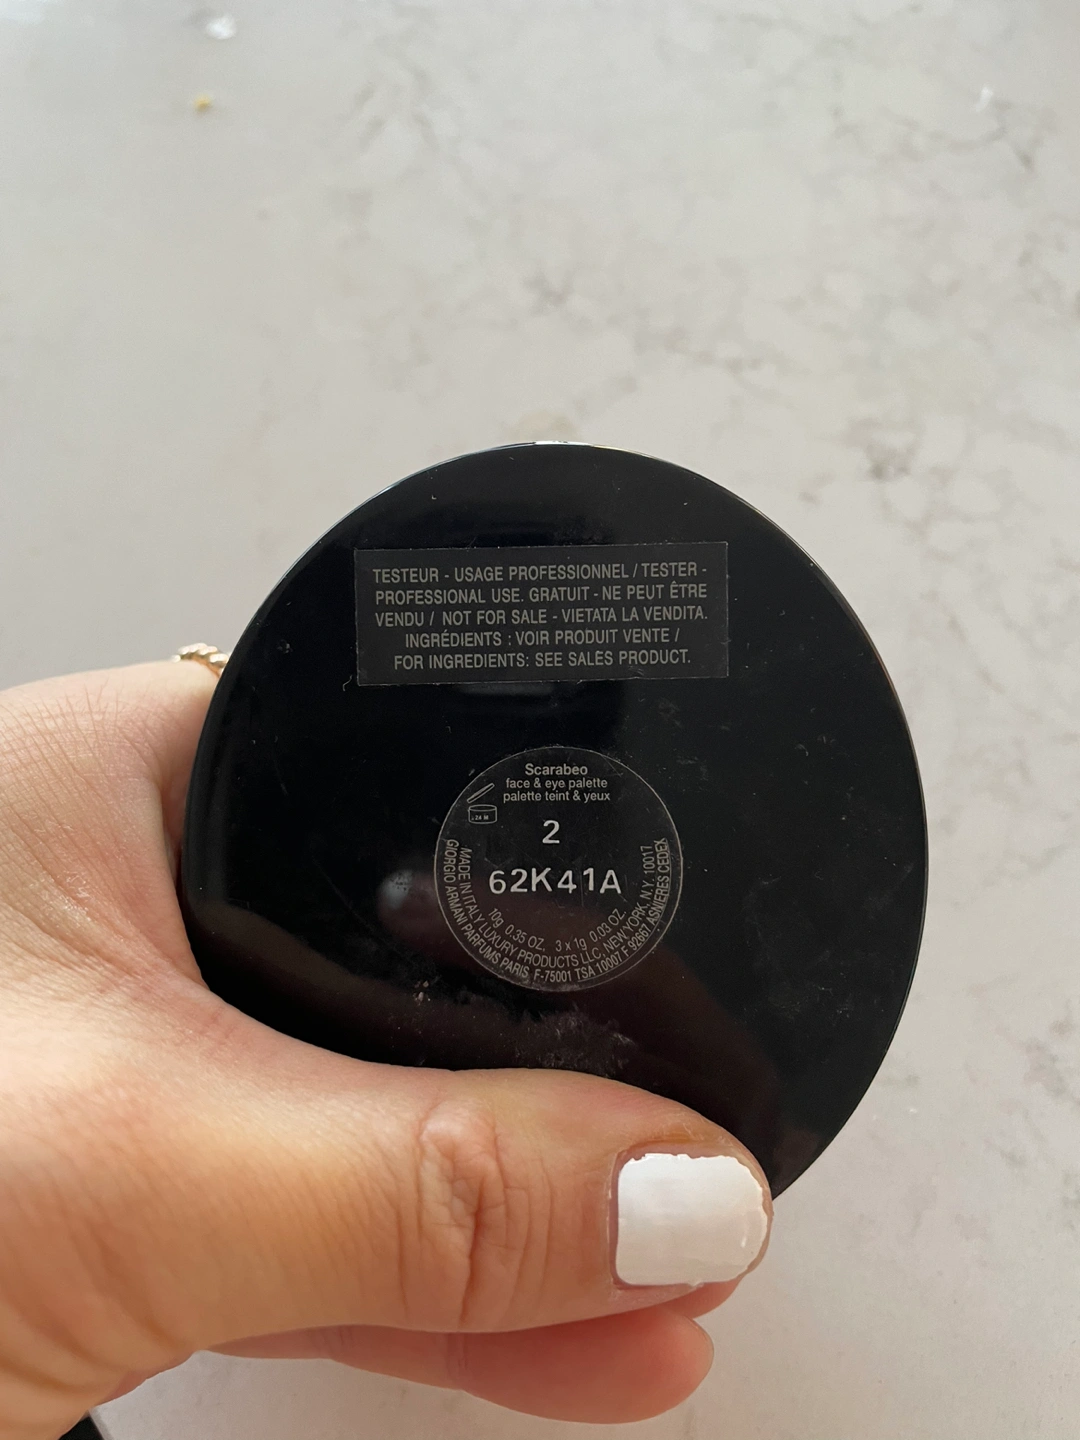 TESTEUR - USAGE PROFESSIONNEL / TESTER -
PROFESSIONAL USE. GRATUIT - NE PEUT ÊTRE
VENDU / NOT FOR SALE - VIETATA LA VENDITA.
INGRÉDIENTS : VOIR PRODUIT VENTE /
FOR INGREDIENTS: SEE SALES PRODUCT.
Scarabeo
face & eye palette
palette teint & yeux
24 M
2
62K41A
10g 0.35 OZ. 3 x 1g 0.03 OZ.
MADE IN ITALY LUXURY PRODUCTS LLC, NEW/YORK, N.Y. 10017
GIORGIO ARMANI PARFUMS PARIS, F-75001 TSA 10007 F 92667 ASNIERES CEDEX